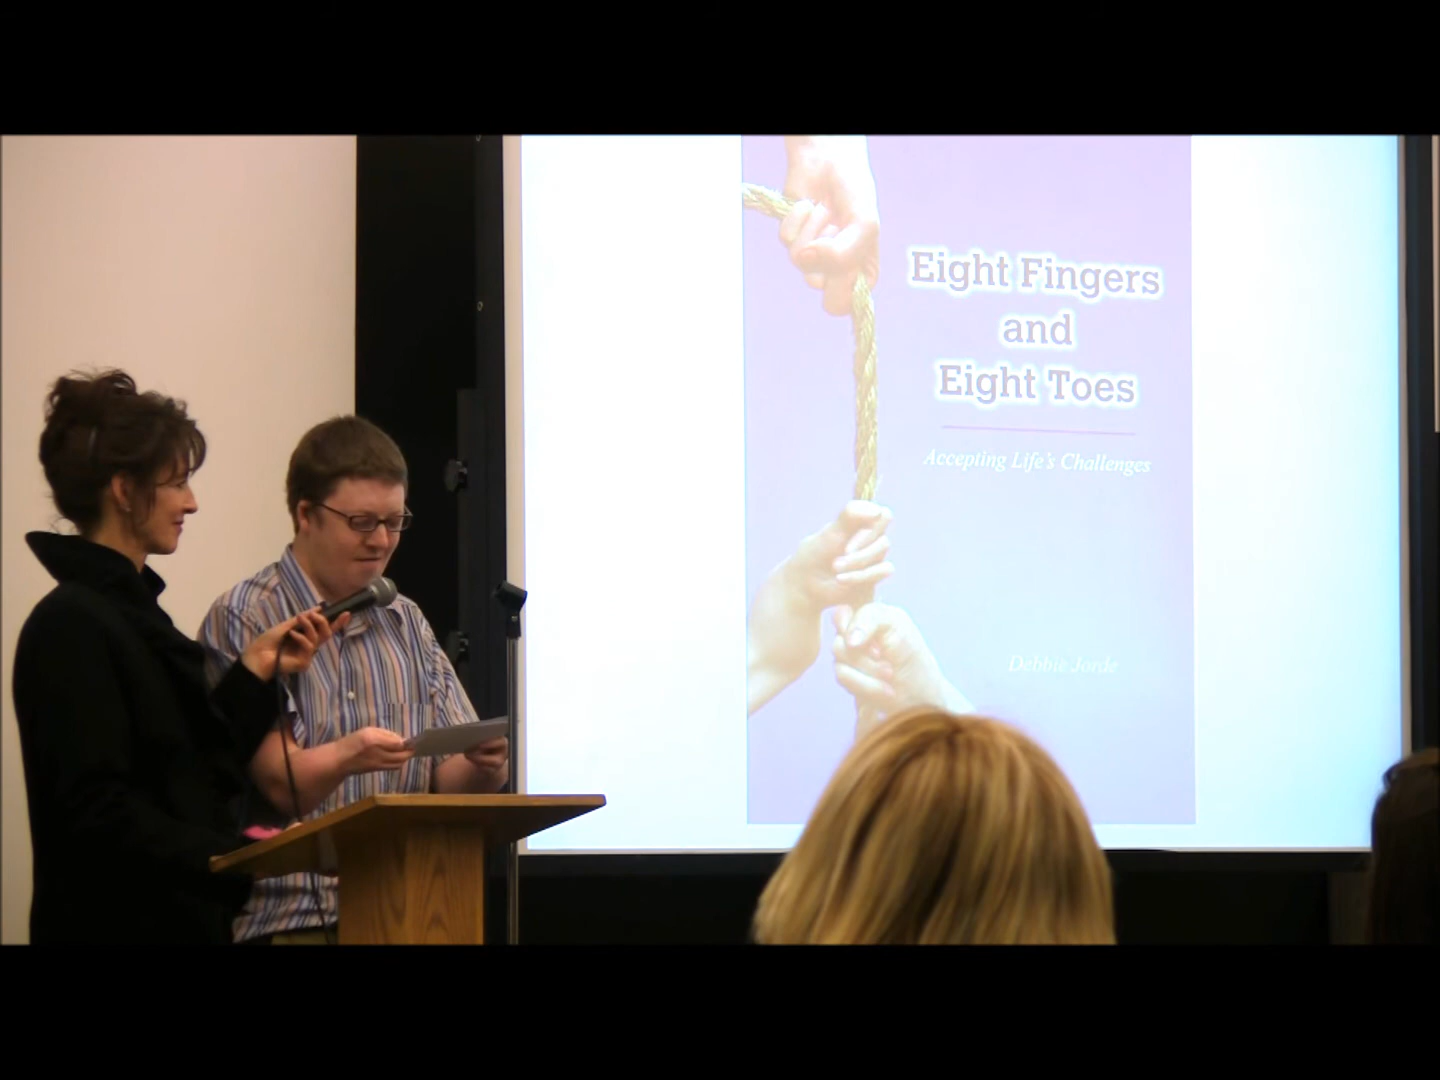 Eight Fingers
and
Eight Toes
Accepting Life's Challenges
Debbie Jorde